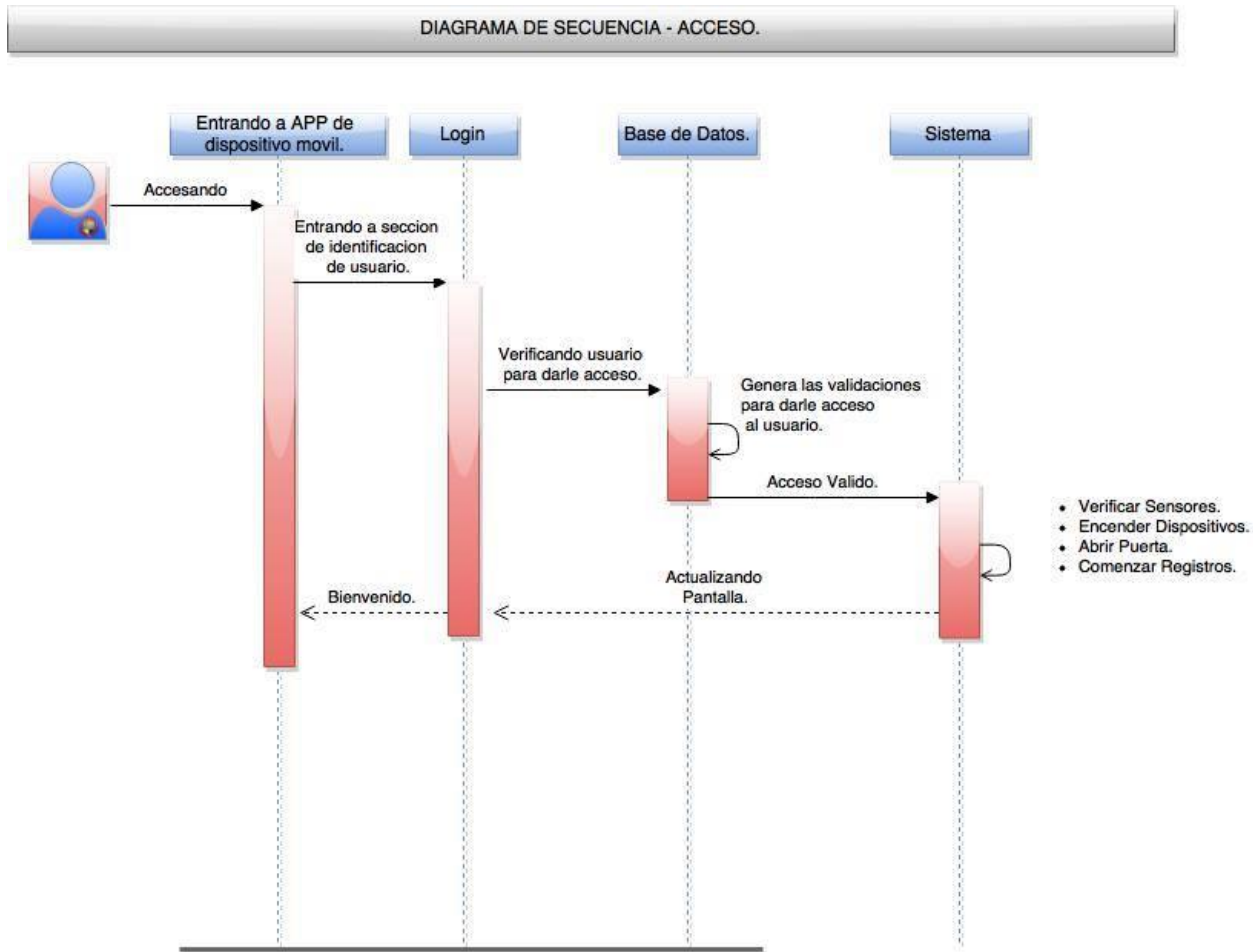 DIAGRAMA DE SECUENCIA - ACCESO.
Entrando a APP de
dispositivo movil.
Login
Base de Datos.
Sistema
Accesando
Entrando a seccion
de identificacion
de usuario.
Verificando usuario
para darle acceso.
Genera las validaciones
para darle acceso
al usuario.
Acceso Valido.
• Verificar Sensores.
• Encender Dispositivos.
• Abrir Puerta.
• Comenzar Registros.
Actualizando
Pantalla.
Bienvenido.